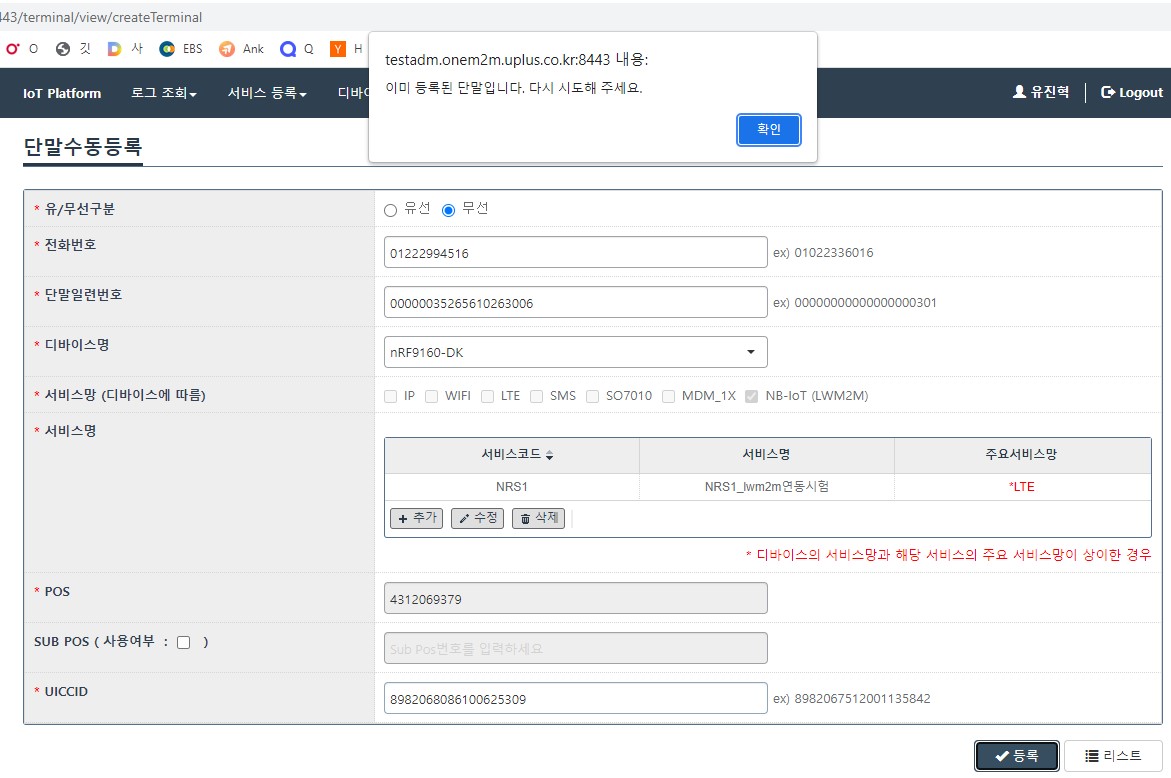 443/terminal/view/createTerminal
O 깃 사 EBS Ank Q Y H
testadm.onem2m.uplus.co.kr:8443 내용:
이미 등록된 단말입니다. 다시 시도해 주세요.
확인
IoT Platform 로그 조회 서비스 등록 디바 유진혁 Logout
단말수동등록
* 유/무선구분 유선 무선
* 전화번호 01222994516 ex) 01022336016
* 단말일련번호 00000035265610263006 ex) 00000000000000000301
* 디바이스명 nRF9160-DK
* 서비스망 (디바이스에 따름) IP WIFI LTE SMS SO7010 MDM_1X NB-IoT (LWM2M)
* 서비스명
서비스코드 서비스명 주요서비스망
NRS1 NRS1_lwm2m연동시험 *LTE
추가 수정 삭제
* 디바이스의 서비스망과 해당 서비스의 주요 서비스망이 상이한 경우
* POS 4312069379
SUB POS ( 사용여부 : ) Sub Pos번호를 입력하세요
* UICCID 8982068086100625309 ex) 8982067512001135842
등록 리스트